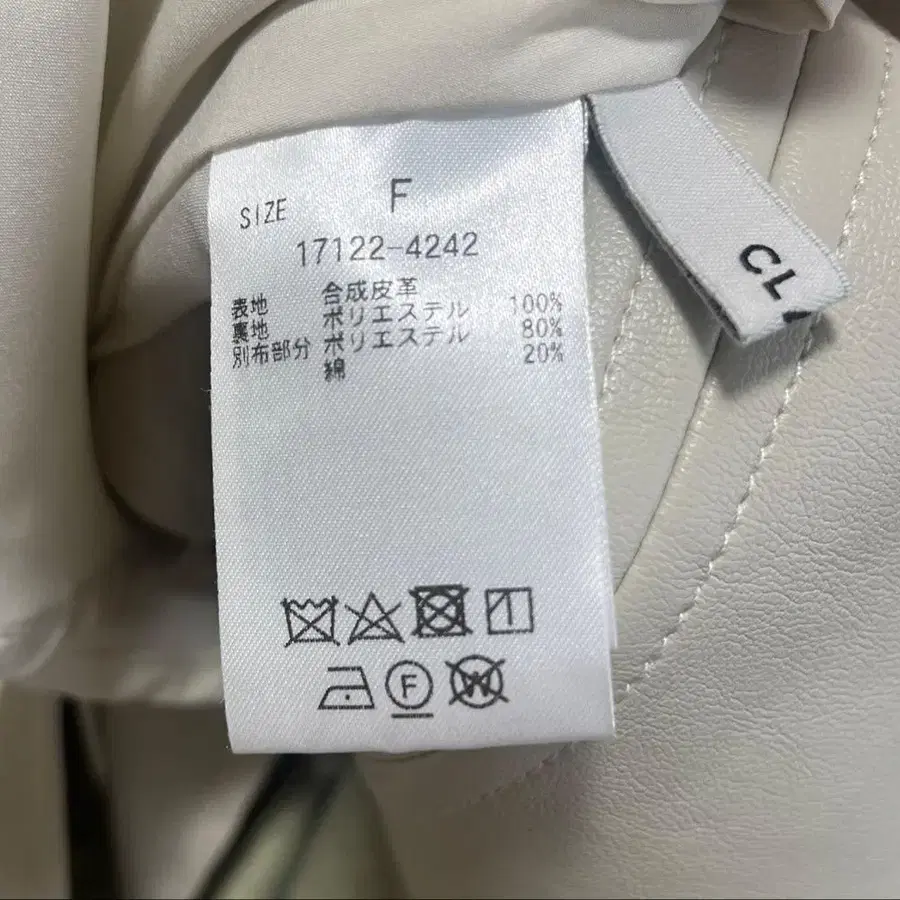 SIZE F
17122-4242
表地 合成皮革
裏地 ポリエステル 100%
別布部分 ポリエステル 80%
綿 20%
F
W
CL